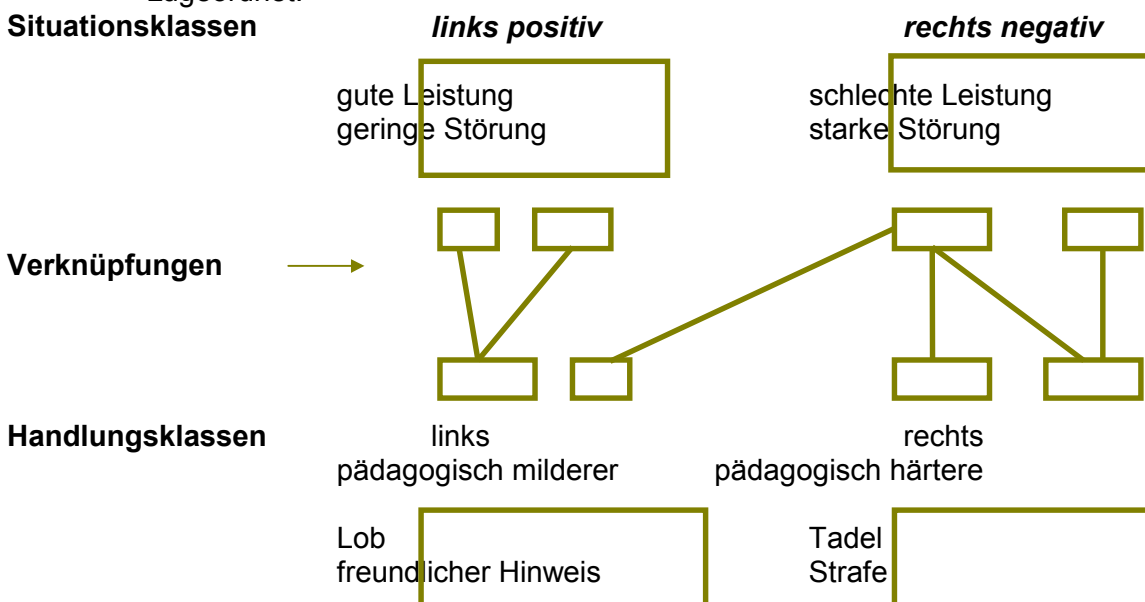 zugeordnet.
Situationsklassen links positiv rechts negativ
gute Leistung schlechte Leistung
geringe Störung starke Störung
Verknüpfungen
Handlungsklassen links rechts
pädagogisch milderer pädagogisch härtere
Lob Tadel
freundlicher Hinweis Strafe